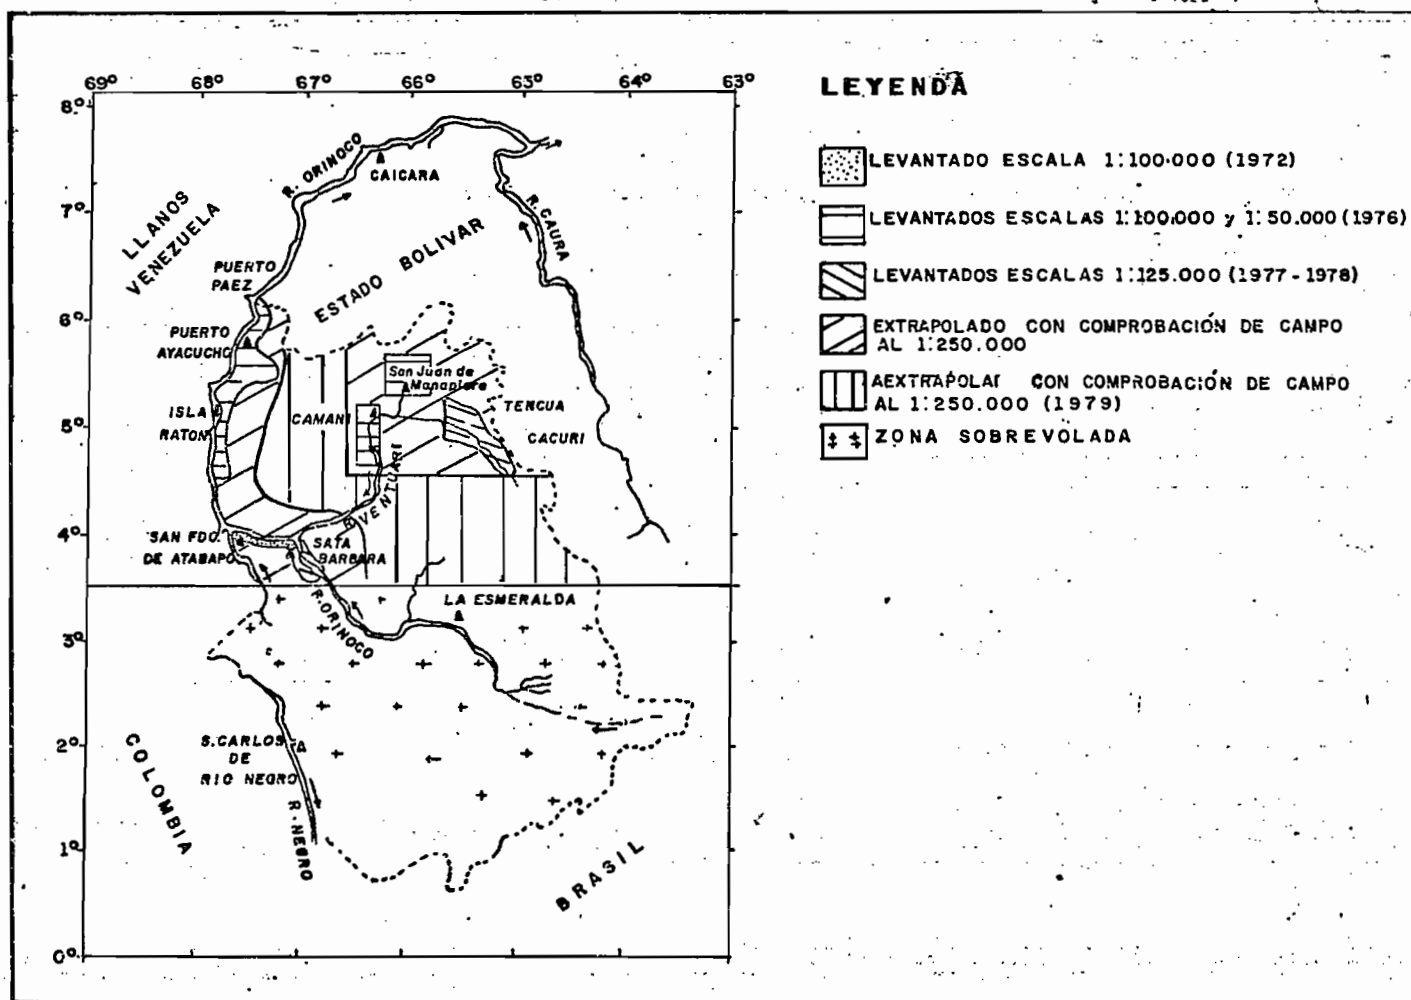 69° 68° 67° 66° 65° 64° 63°
8°
7°
6°
5°
4°
3°
2°
1°
0°
R. ORINOCO
CAICARA
R. CAURA
LLANOS
VENEZUELA
ESTADO BOLIVAR
PUERTO
PAEZ
PUERTO
AYACUCHO
San Juan de
Manapiare
ISLA
RATON
CAMANI
TENCUA
CACURI
R. VENTUARI
SAN FDO.
DE ATABAPO
SATA
BARBARA
R. ORINOCO
LA ESMERALDA
S. CARLOS
DE
RIO NEGRO
R. NEGRO
COLOMBIA
BRASIL
LEYENDA
LEVANTADO ESCALA 1:100.000 (1972)
LEVANTADOS ESCALAS 1:100.000 y 1:50.000 (1976)
LEVANTADOS ESCALAS 1:125.000 (1977-1978)
EXTRAPOLADO CON COMPROBACIÓN DE CAMPO
AL 1:250.000
AEXTRAPOLAR CON COMPROBACIÓN DE CAMPO
AL 1:250.000 (1979)
ZONA SOBREVOLADA